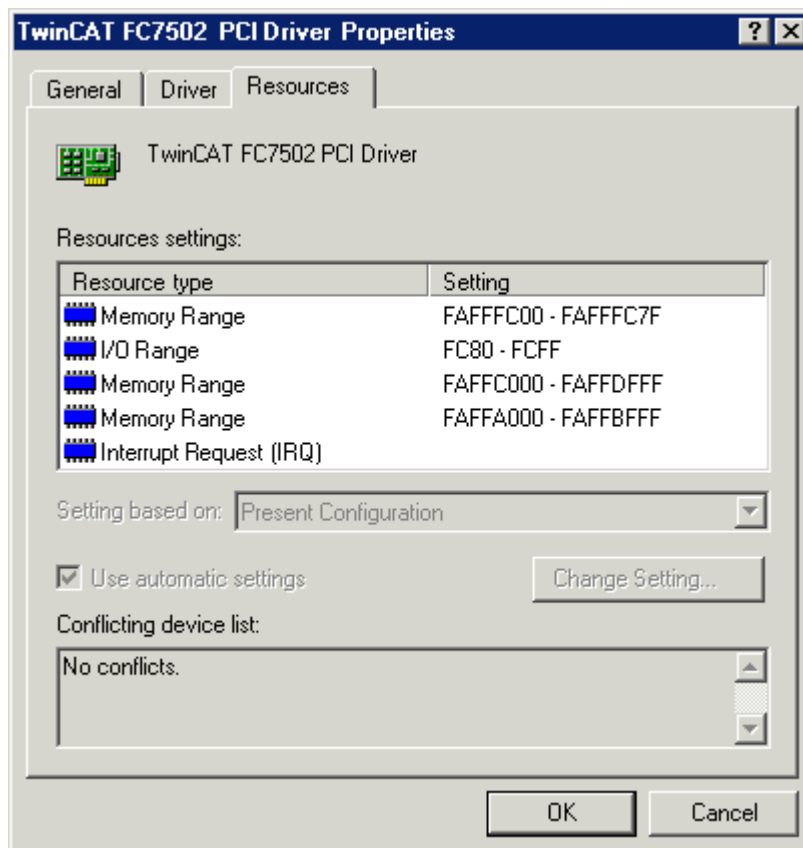 TwinCAT FC7502 PCI Driver Properties
General Driver Resources
TwinCAT FC7502 PCI Driver
Resources settings:
Resource type Setting
Memory Range FAFFFC00 - FAFFFC7F
I/O Range FC80 - FCFF
Memory Range FAFFC000 - FAFFDFFF
Memory Range FAFFA000 - FAFFBFFF
Interrupt Request (IRQ)
Setting based on: Present Configuration
Use automatic settings Change Setting...
Conflicting device list:
No conflicts.
OK Cancel